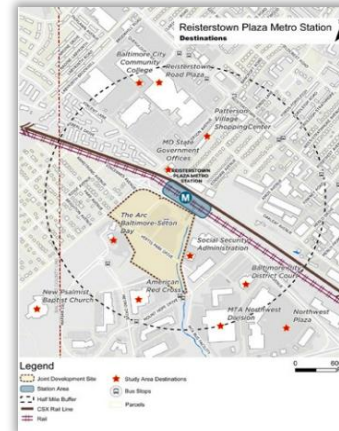 Reisterstown Plaza Metro Station
Destinations
Baltimore City
Community
College
Reisterstown
Road Plaza
Patterson
Village
Shopping Center
MD State
Government
Offices
REISTERSTOWN
PLAZA METRO
STATION
M
The Arc
Baltimore-Seton
Day
Social Security
Administration
Baltimore City
District Court
New Psalmist
Baptist Church
American
Red Cross
MTA Northwest
Division
Northwest
Plaza
Legend
Joint Development Site
Station Area
Half Mile Buffer
CSX Rail Line
Rail
Study Area Destinations
Bus Stops
Parcels
0